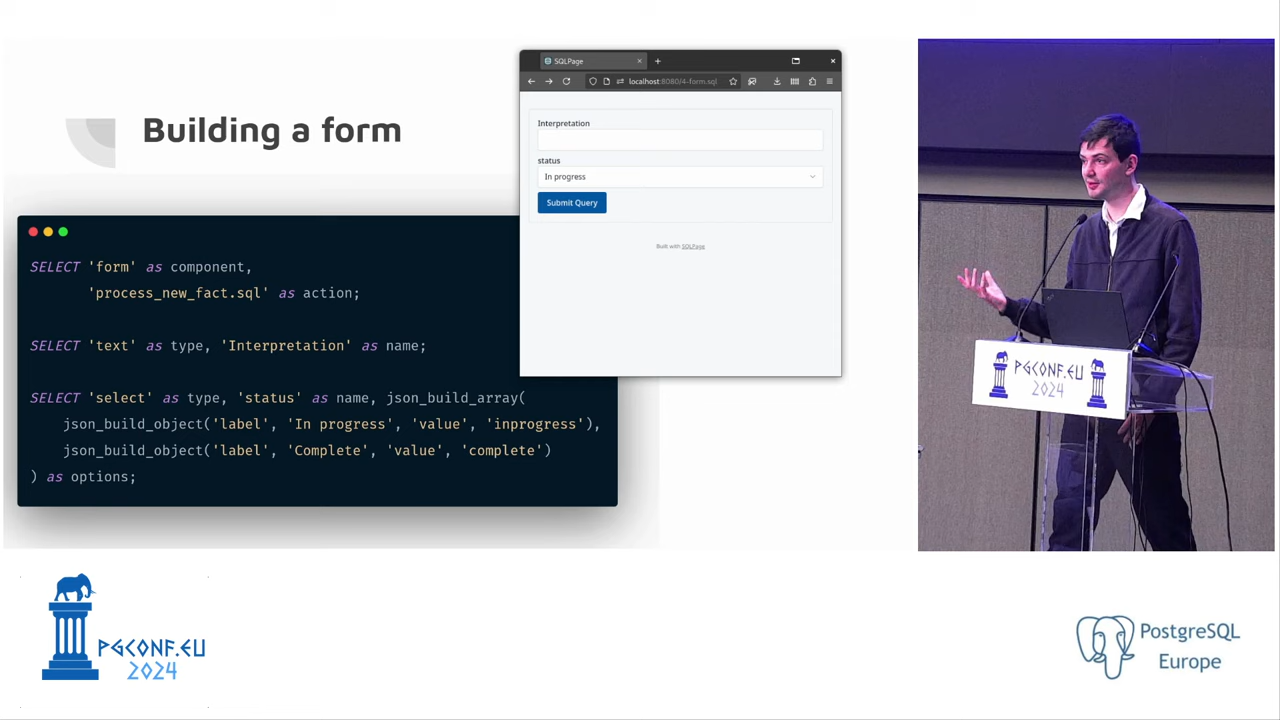 Building a form
SELECT 'form' as component,
'process_new_fact.sql' as action;
SELECT 'text' as type, 'Interpretation' as name;
SELECT 'select' as type, 'status' as name, json_build_array(
json_build_object('label', 'In progress', 'value', 'inprogress'),
json_build_object('label', 'Complete', 'value', 'complete')
) as options;
SQLPage
localhost:8080/4-form.sql
Interpretation
status
In progress
Submit Query
Built with SQLPage
PGCONF.EU
2024
PGCONF.EU
2024
PostgreSQL
Europe